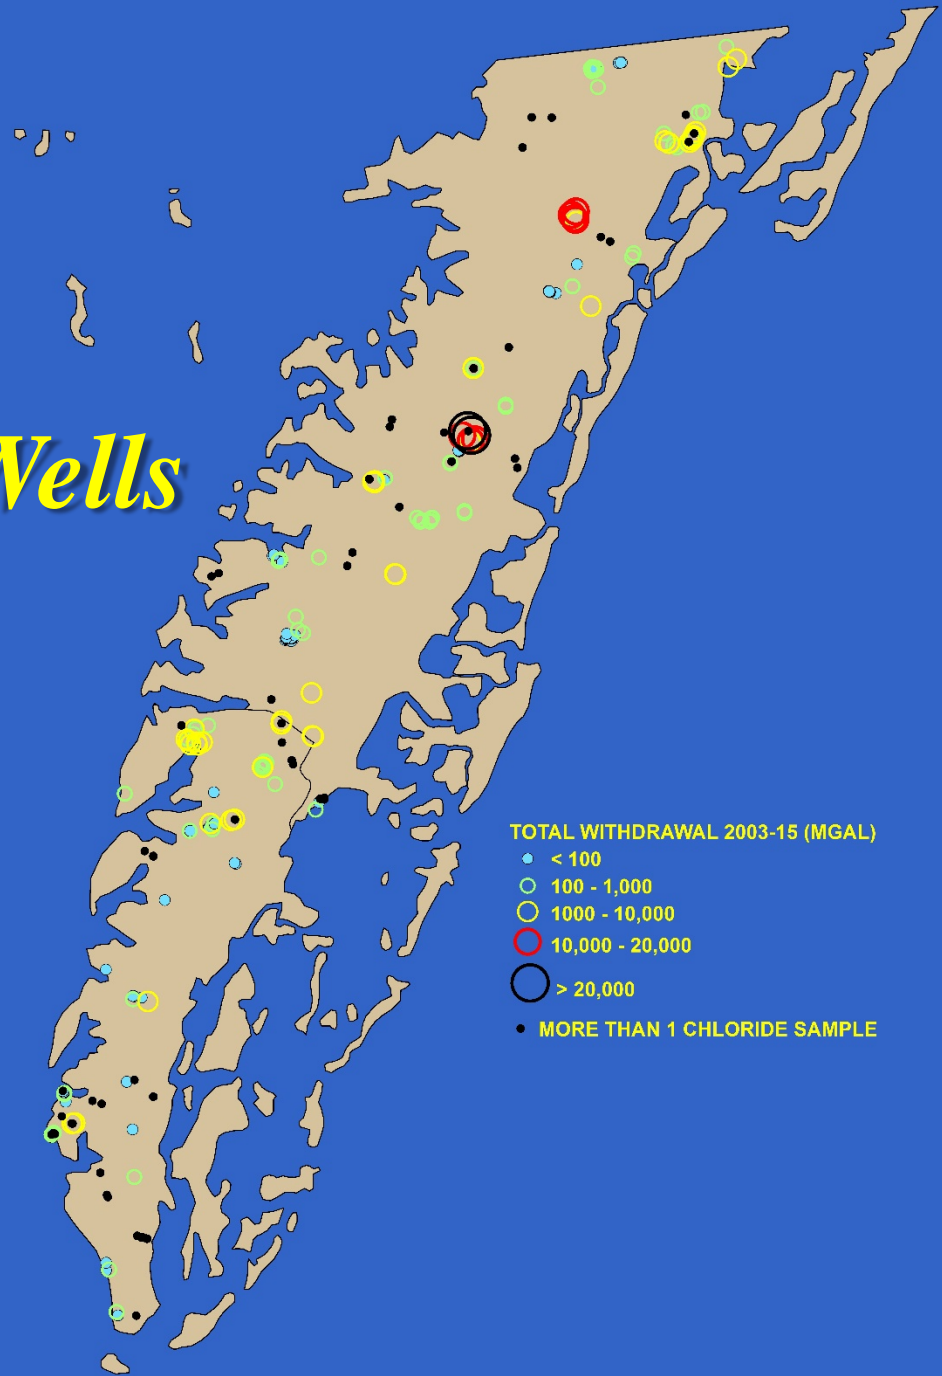 Wells
TOTAL WITHDRAWAL 2003-15 (MGAL)
< 100
100 - 1,000
1000 - 10,000
10,000 - 20,000
> 20,000
MORE THAN 1 CHLORIDE SAMPLE